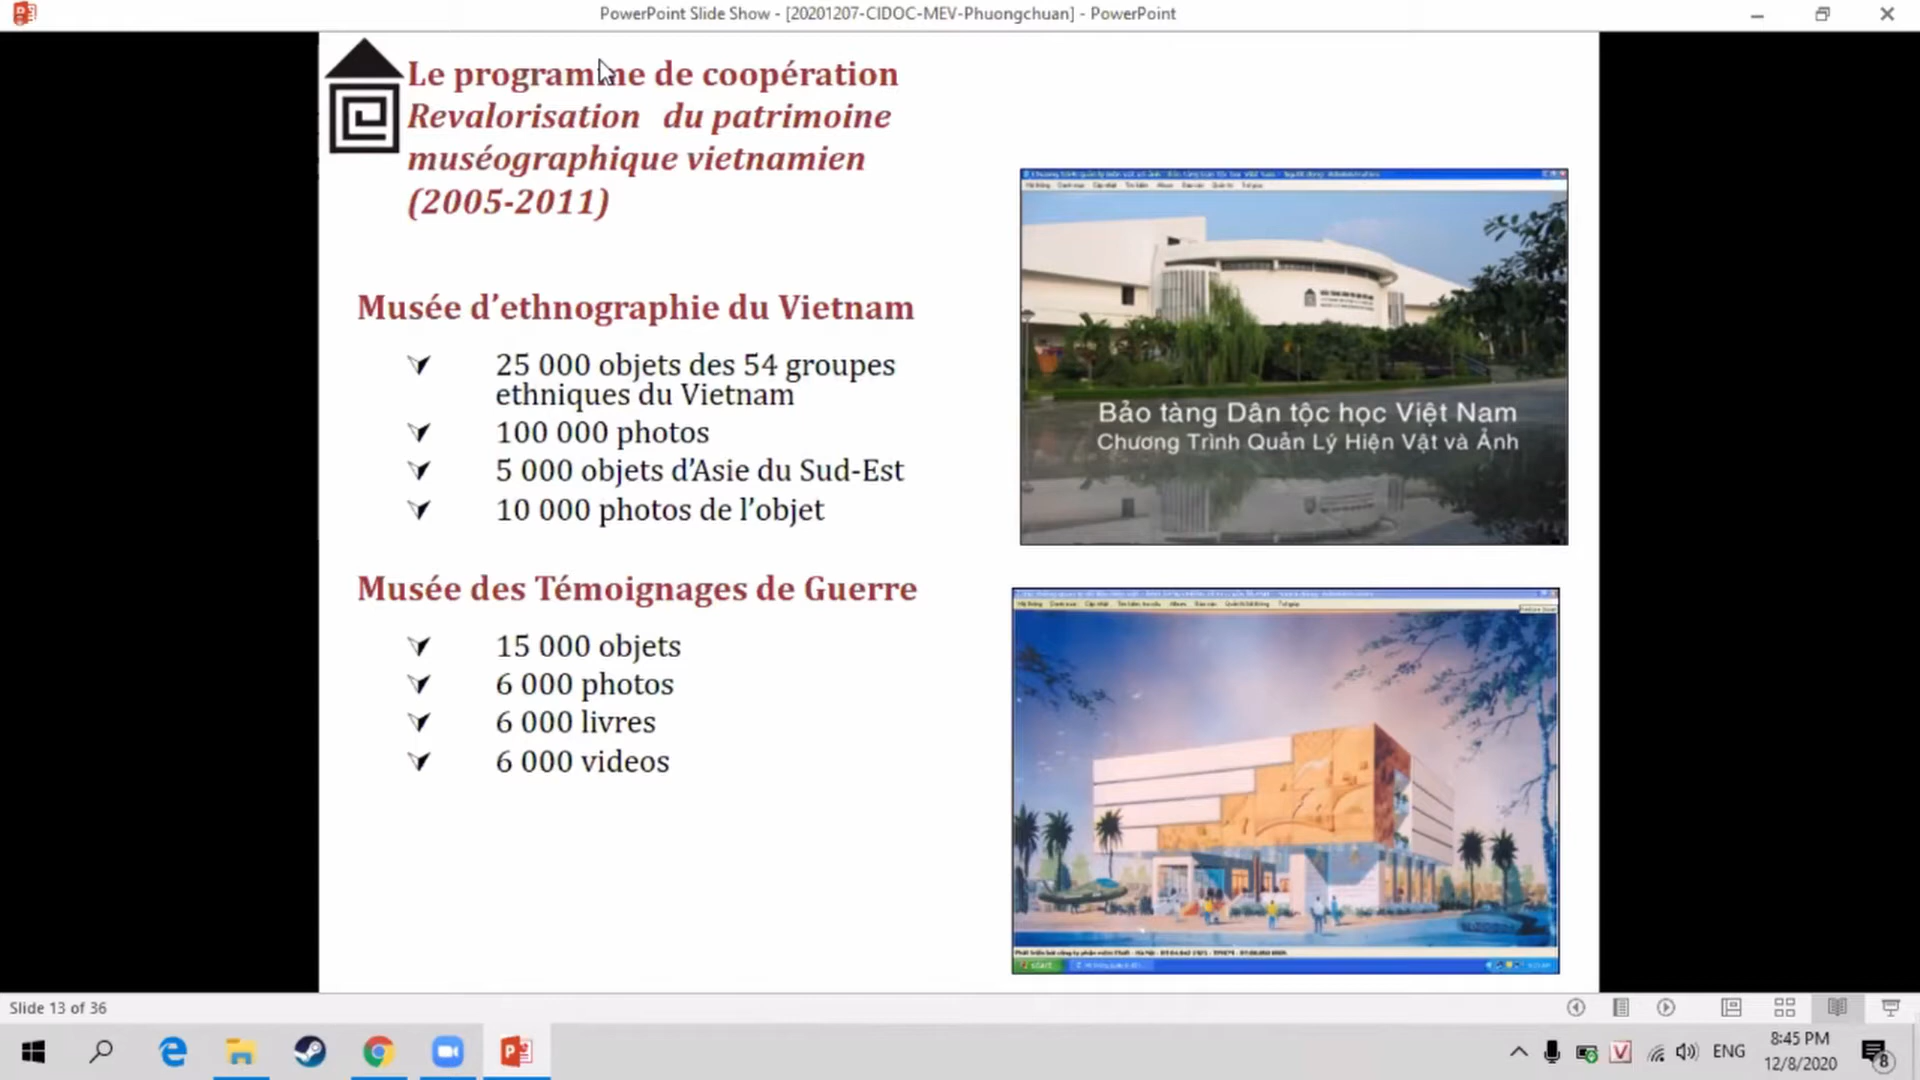 PowerPoint Slide Show - [20201207-CIDOC-MEV-Phuongchuan] - PowerPoint
Le programme de coopération
Revalorisation du patrimoine
muséographique vietnamien
(2005-2011)
Musée d’ethnographie du Vietnam
25 000 objets des 54 groupes
ethniques du Vietnam
100 000 photos
5 000 objets d’Asie du Sud-Est
10 000 photos de l’objet
Bảo tàng Dân tộc học Việt Nam
Chương Trình Quản Lý Hiện Vật và Ảnh
Musée des Témoignages de Guerre
15 000 objets
6 000 photos
6 000 livres
6 000 videos
start
Slide 13 of 36
ENG
8:45 PM
12/8/2020
8